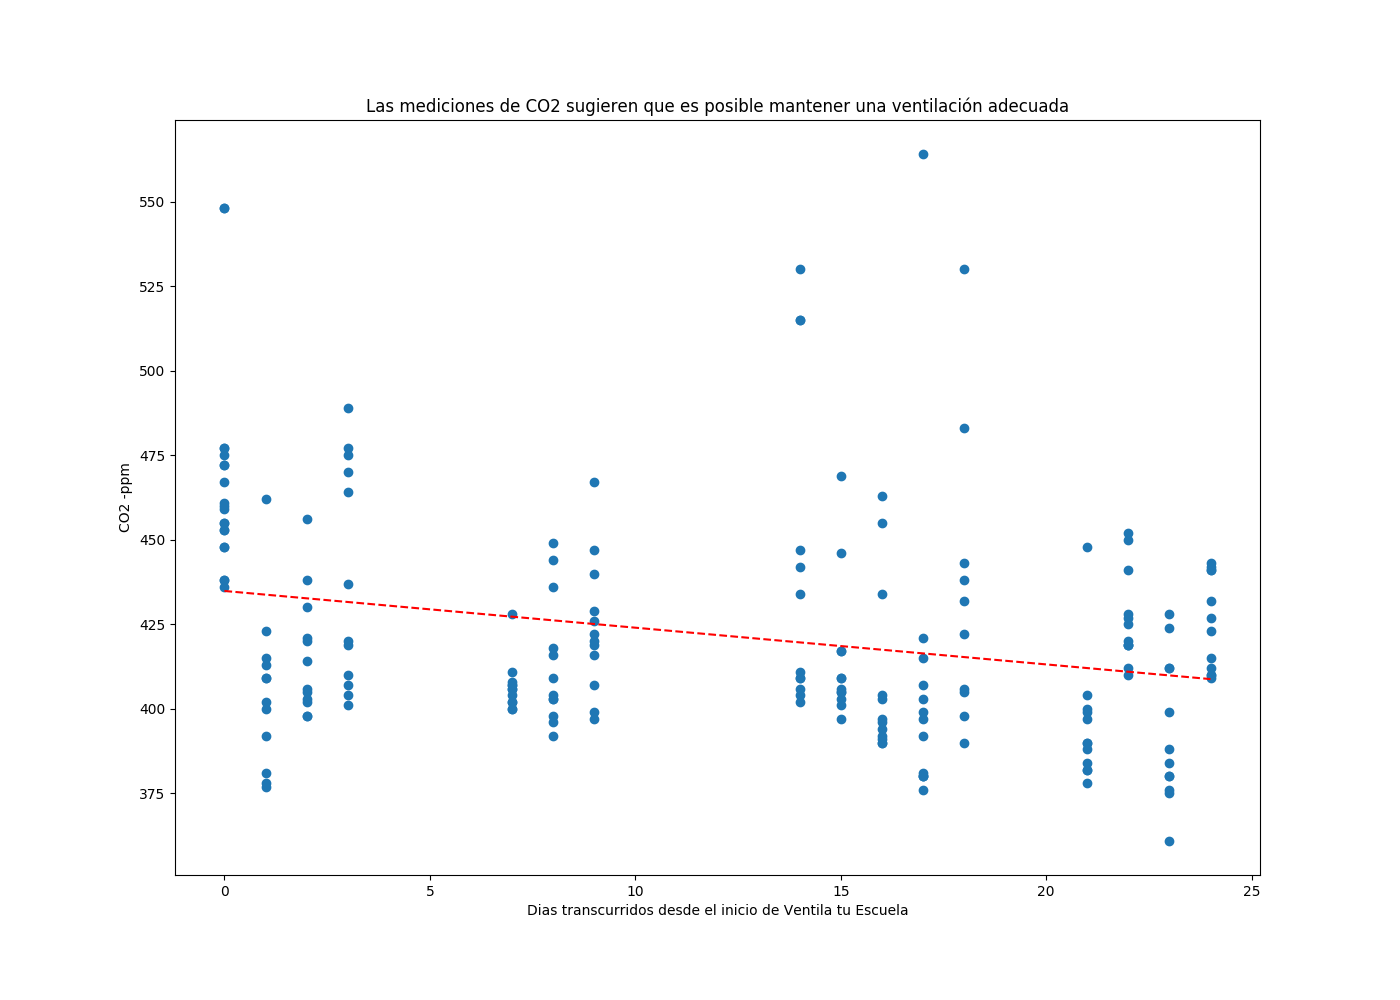 Las mediciones de CO2 sugieren que es posible mantener una ventilación adecuada
550
525
500
475
450
425
400
375
CO2 -ppm
0 5 10 15 20 25
Dias transcurridos desde el inicio de Ventila tu Escuela